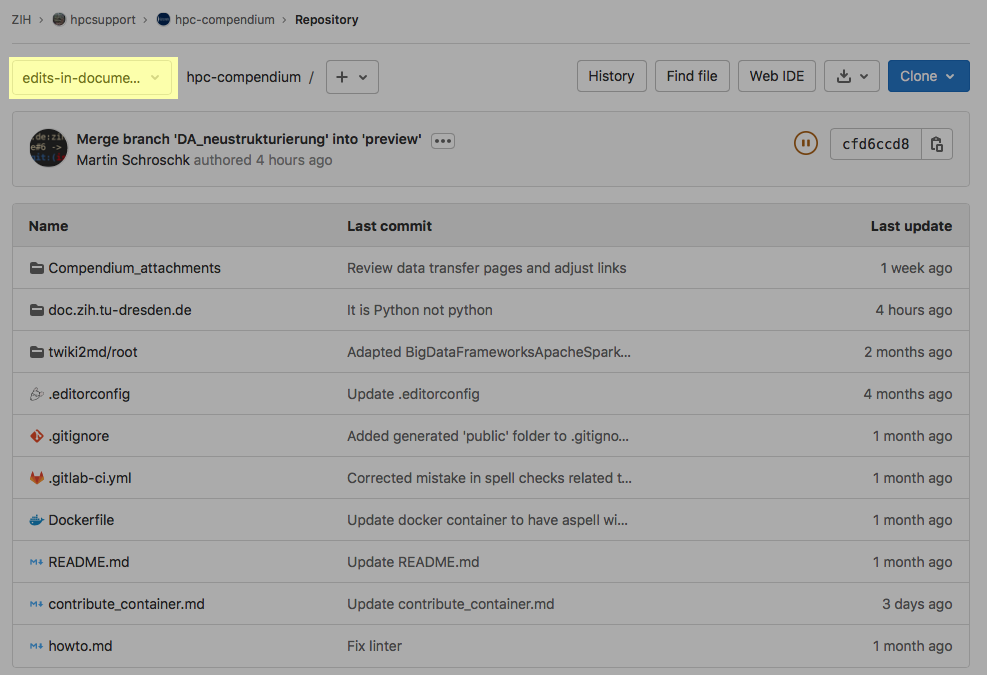 ZIH › hpcsupport › hpc-compendium › Repository
edits-in-docume... hpc-compendium / + History Find file Web IDE Clone
Merge branch 'DA_neustrukturierung' into 'preview' •••
Martin Schroschk authored 4 hours ago
cfd6ccd8
Name Last commit Last update
Compendium_attachments Review data transfer pages and adjust links 1 week ago
doc.zih.tu-dresden.de It is Python not python 4 hours ago
twiki2md/root Adapted BigDataFrameworksApacheSpark... 2 months ago
.editorconfig Update .editorconfig 4 months ago
.gitignore Added generated 'public' folder to .gitigno... 1 month ago
.gitlab-ci.yml Corrected mistake in spell checks related t... 1 month ago
Dockerfile Update docker container to have aspell wi... 1 month ago
README.md Update README.md 1 month ago
contribute_container.md Update contribute_container.md 3 days ago
howto.md Fix linter 1 month ago